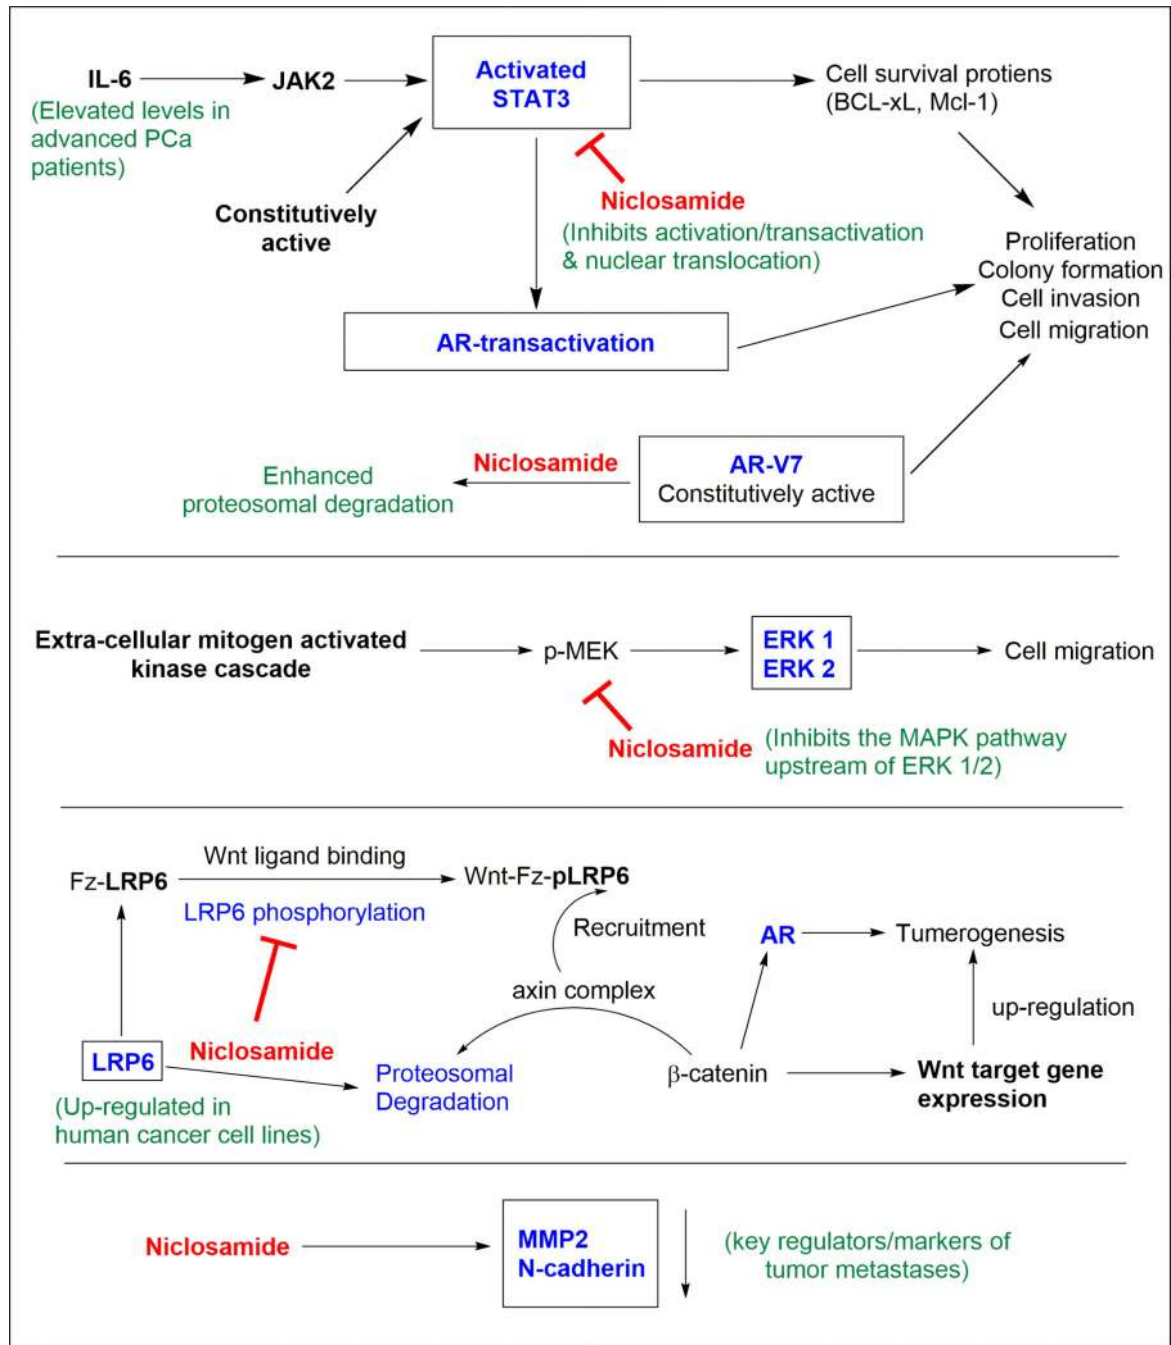 IL-6
JAK2
Activated
STAT3
Cell survival protiens
(BCL-xL, Mcl-1)
(Elevated levels in
advanced PCa
patients)
Constitutively
active
Niclosamide
(Inhibits activation/transactivation
& nuclear translocation)
Proliferation
Colony formation
Cell invasion
Cell migration
AR-transactivation
Enhanced
proteosomal degradation
Niclosamide
AR-V7
Constitutively active
Extra-cellular mitogen activated
kinase cascade
p-MEK
ERK 1
ERK 2
Cell migration
Niclosamide
(Inhibits the MAPK pathway
upstream of ERK 1/2)
Fz-LRP6
Wnt ligand binding
LRP6 phosphorylation
Wnt-Fz-pLRP6
Recruitment
axin complex
AR
Tumerogenesis
up-regulation
LRP6
Niclosamide
Proteosomal
Degradation
β-catenin
Wnt target gene
expression
(Up-regulated in
human cancer cell lines)
Niclosamide
MMP2
N-cadherin
(key regulators/markers of
tumor metastases)